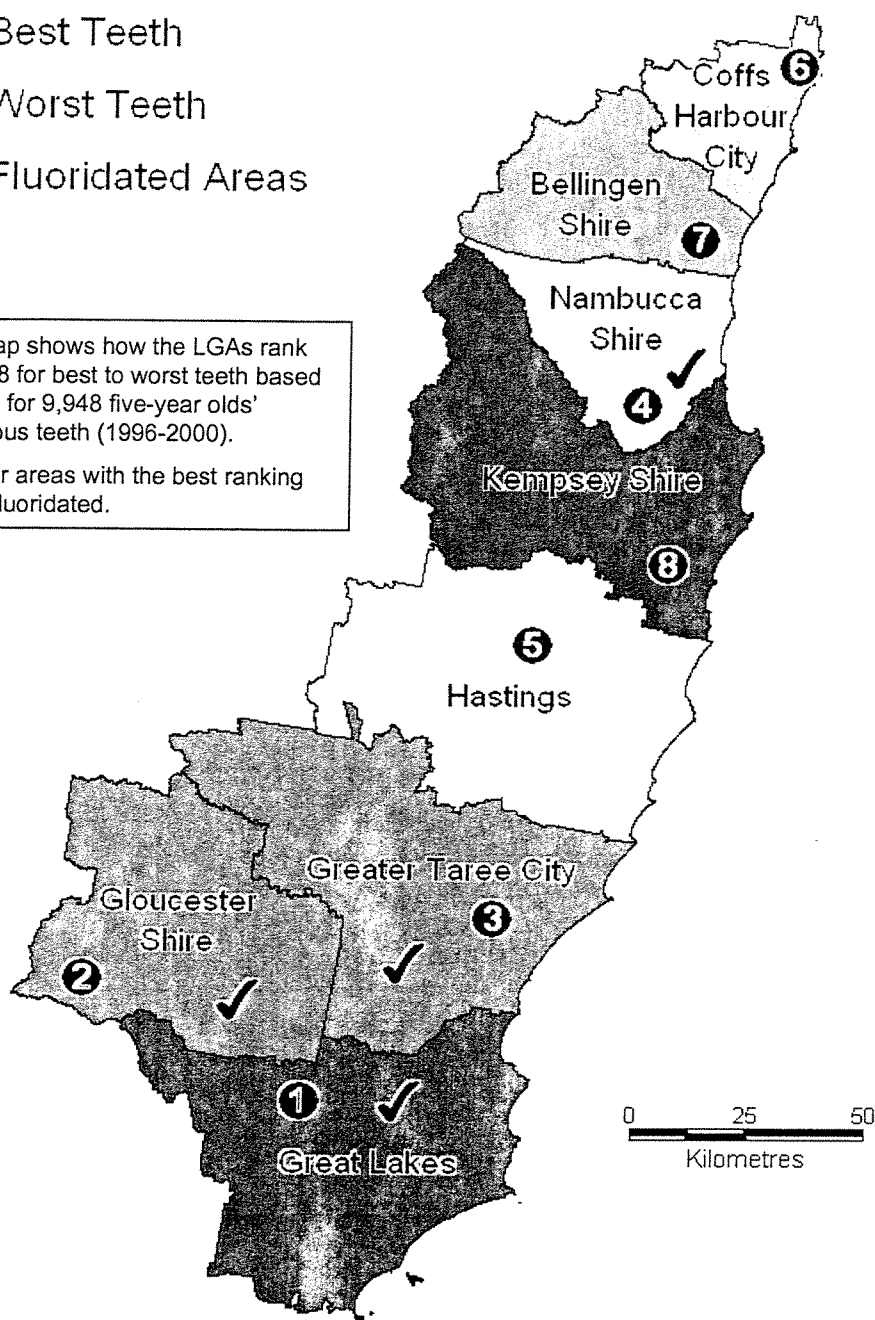 Best Teeth
Worst Teeth
Fluoridated Areas
ap shows how the LGAs rank
8 for best to worst teeth based
for 9,948 five-year olds'
ous teeth (1996-2000).
r areas with the best ranking
luoridated.
Coffs 6
Harbour
City
Bellingen
Shire
7
Nambucca
Shire
✓
4
Kempsey Shire
8
5
Hastings
Greater Taree City
3
✓
Gloucester
Shire
2
✓
1 ✓
Great Lakes
0 25 50
Kilometres